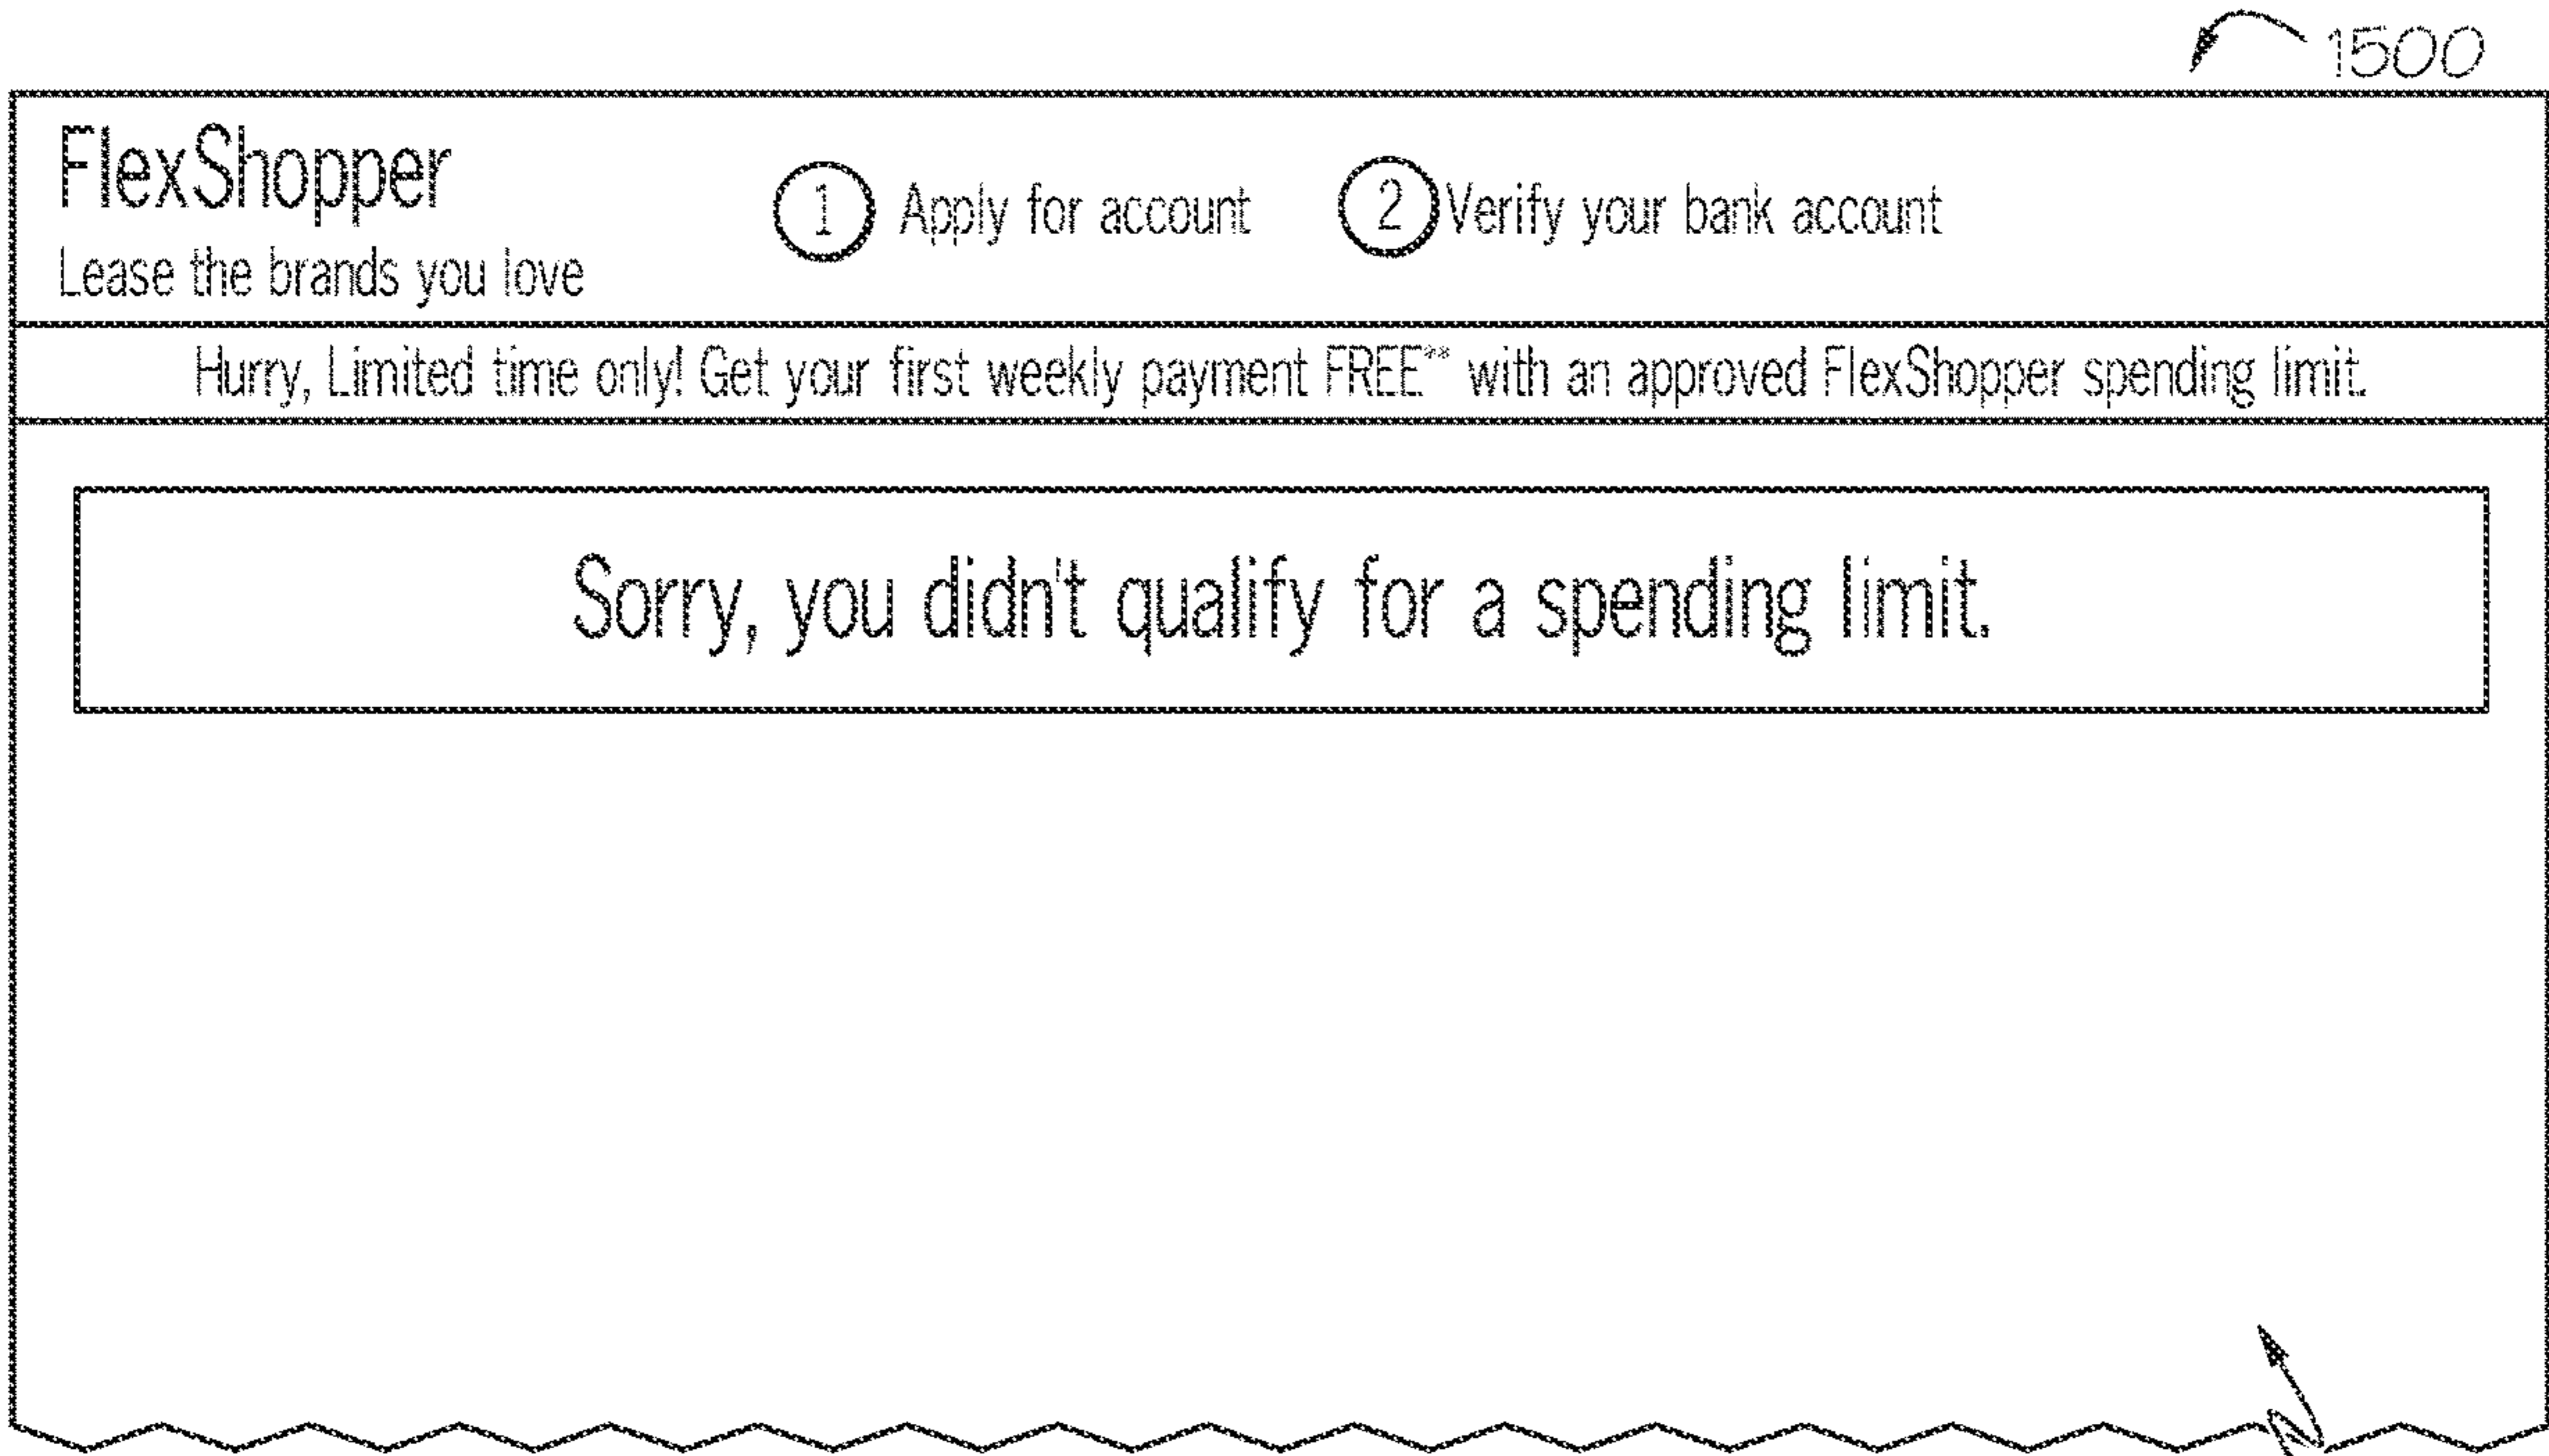 1500
FlexShopper
Lease the brands you love
1 Apply for account 2 Verify your bank account
Hurry, Limited time only! Get your first weekly payment FREE** with an approved FlexShopper spending limit.
Sorry, you didn't qualify for a spending limit.